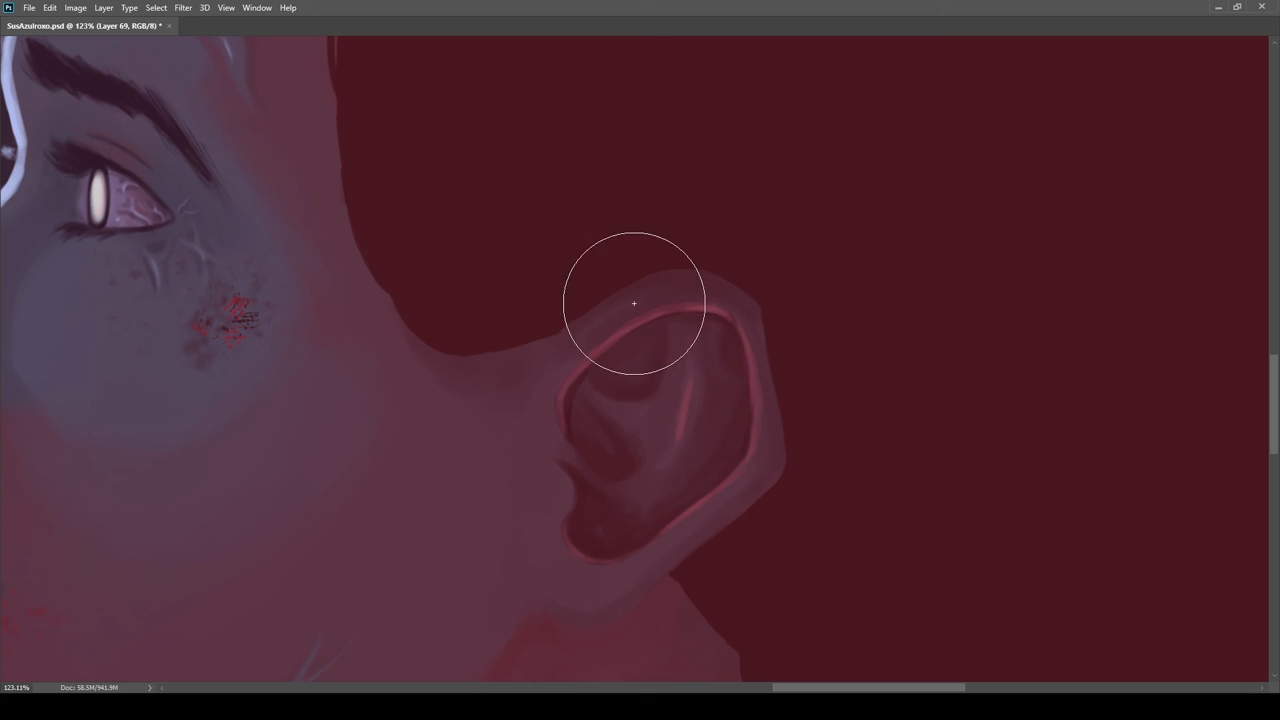 Ps File Edit Image Layer Type Select Filter 3D View Window Help
SusAzulroxo.psd @ 123% (Layer 69, RGB/8) *
123.11% Doc: 58.5M/941.9M